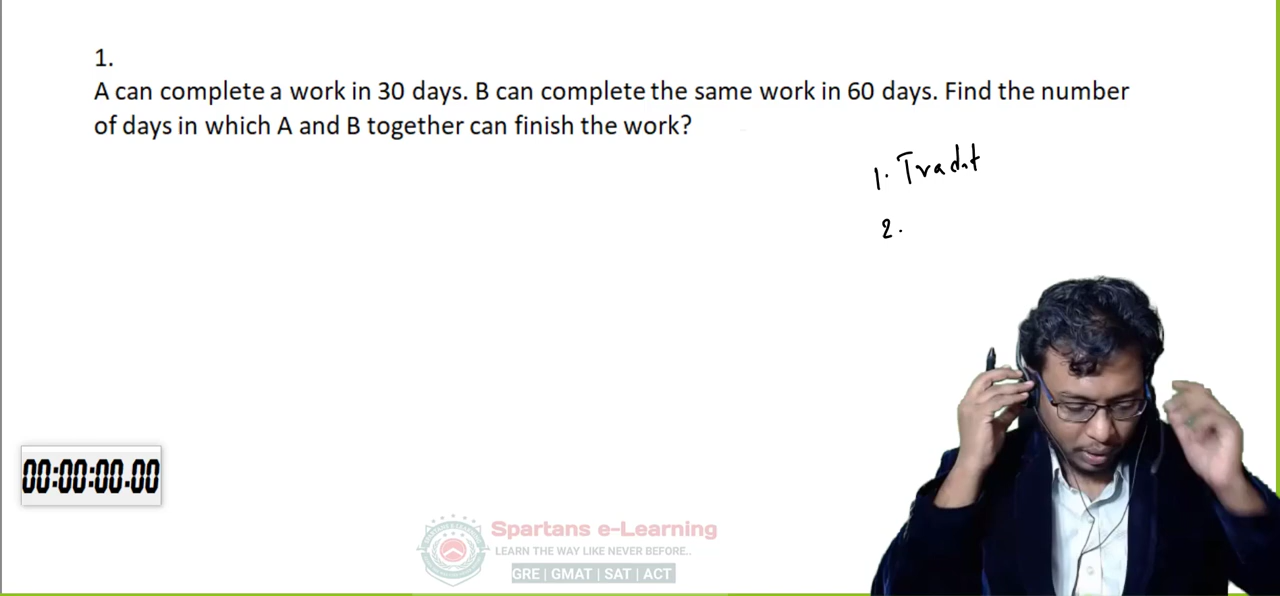 1.
A can complete a work in 30 days. B can complete the same work in 60 days. Find the number
of days in which A and B together can finish the work?
1. Tradit
2.
00:00:00.00
Spartans e-Learning
LEARN THE WAY LIKE NEVER BEFORE..
GRE | GMAT | SAT | ACT